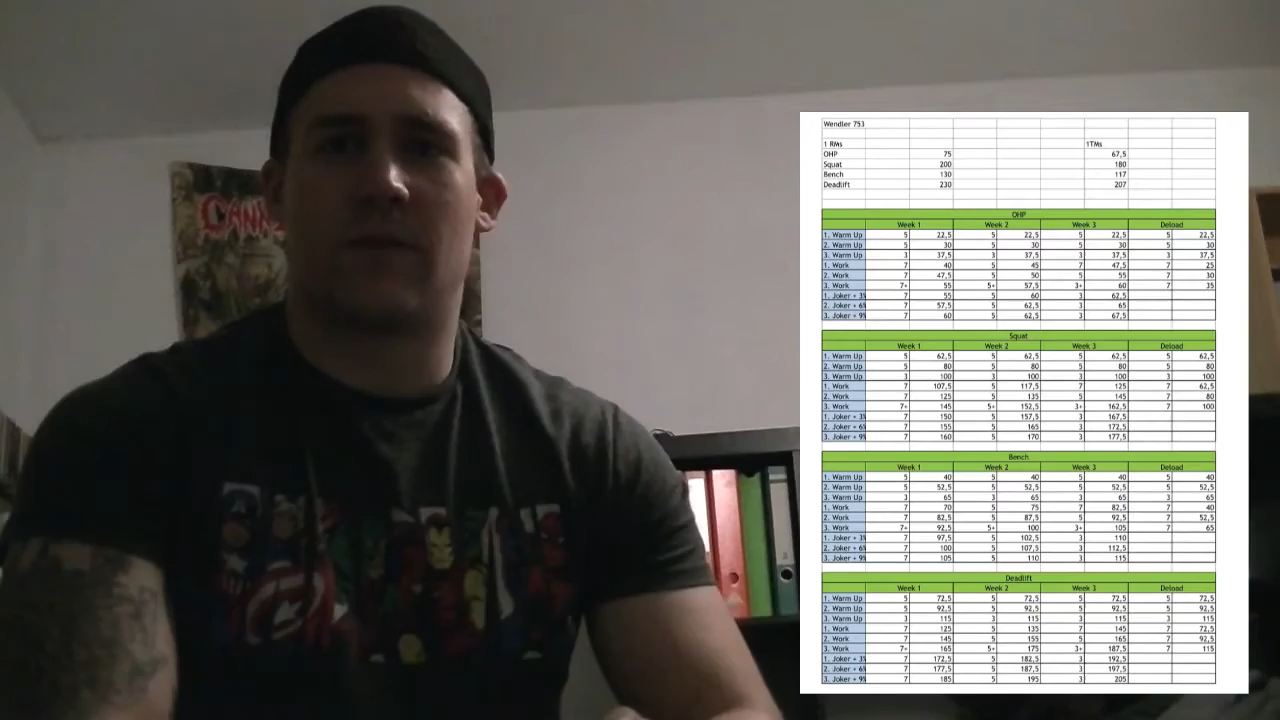 CANN
Wendler 753
1 RMs 1TMs
OHP 75 67,5
Squat 200 180
Bench 130 117
Deadlift 230 207
OHP
Week 1 Week 2 Week 3 Deload
1. Warm Up 5 22,5 5 22,5 5 22,5 5 22,5
2. Warm Up 5 30 5 30 5 30 5 30
3. Warm Up 3 37,5 3 37,5 3 37,5 3 37,5
1. Work 7 40 5 45 7 47,5 7 25
2. Work 7 47,5 5 50 5 55 7 30
3. Work 7+ 55 5+ 57,5 3+ 60 7 35
1. Joker + 3% 7 55 5 60 3 62,5
2. Joker + 6% 7 57,5 5 62,5 3 65
3. Joker + 9% 7 60 5 62,5 3 67,5
Squat
Week 1 Week 2 Week 3 Deload
1. Warm Up 5 62,5 5 62,5 5 62,5 5 62,5
2. Warm Up 5 80 5 80 5 80 5 80
3. Warm Up 3 100 3 100 3 100 3 100
1. Work 7 107,5 5 117,5 7 125 7 62,5
2. Work 7 125 5 135 5 145 7 80
3. Work 7+ 145 5+ 152,5 3+ 162,5 7 100
1. Joker + 3% 7 150 5 157,5 3 167,5
2. Joker + 6% 7 155 5 165 3 172,5
3. Joker + 9% 7 160 5 170 3 177,5
Bench
Week 1 Week 2 Week 3 Deload
1. Warm Up 5 40 5 40 5 40 5 40
2. Warm Up 5 52,5 5 52,5 5 52,5 5 52,5
3. Warm Up 3 65 3 65 3 65 3 65
1. Work 7 70 5 75 7 82,5 7 40
2. Work 7 82,5 5 87,5 5 92,5 7 52,5
3. Work 7+ 92,5 5+ 100 3+ 105 7 65
1. Joker + 3% 7 97,5 5 102,5 3 110
2. Joker + 6% 7 100 5 107,5 3 112,5
3. Joker + 9% 7 105 5 110 3 115
Deadlift
Week 1 Week 2 Week 3 Deload
1. Warm Up 5 72,5 5 72,5 5 72,5 5 72,5
2. Warm Up 5 92,5 5 92,5 5 92,5 5 92,5
3. Warm Up 3 115 3 115 3 115 3 115
1. Work 7 125 5 135 7 145 7 72,5
2. Work 7 145 5 155 5 165 7 92,5
3. Work 7+ 165 5+ 175 3+ 187,5 7 115
1. Joker + 3% 7 172,5 5 182,5 3 192,5
2. Joker + 6% 7 177,5 5 187,5 3 197,5
3. Joker + 9% 7 185 5 195 3 205